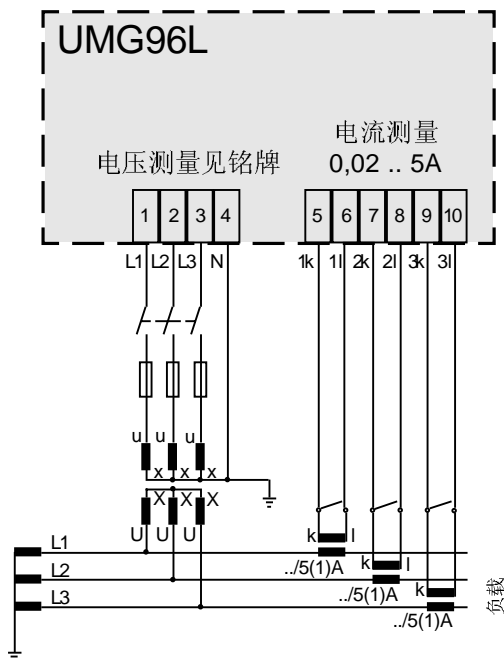 UMG96L
电流测量
电压测量见铭牌 0,02 .. 5A
1 2 3 4 5 6 7 8 9 10
L1 L2 L3 N 1k 1l 2k 2l 3k 3l
u u u
x x x
X X X
U U U
L1 k l
L2 ../5(1)A k l
L3 ../5(1)A k l
../5(1)A
负载